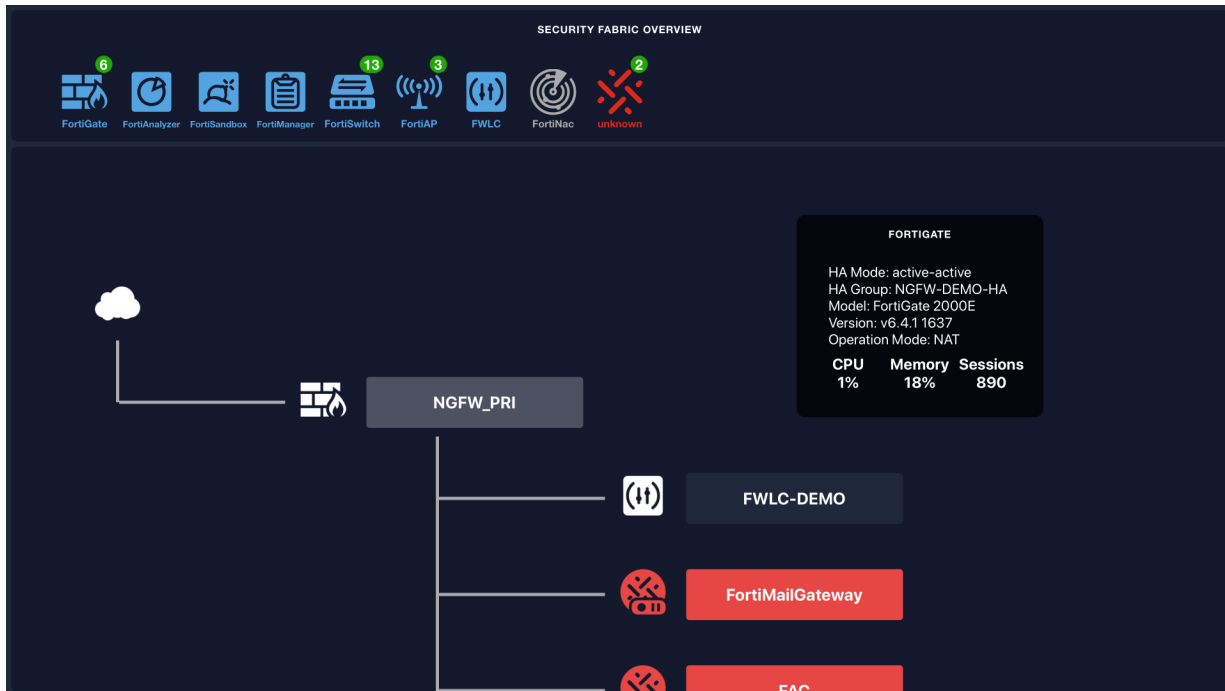 SECURITY FABRIC OVERVIEW
6 13 3 2
FortiGate FortiAnalyzer FortiSandbox FortiManager FortiSwitch FortiAP FWLC FortiNac unknown
FORTIGATE
HA Mode: active-active
HA Group: NGFW-DEMO-HA
Model: FortiGate 2000E
Version: v6.4.1 1637
Operation Mode: NAT
CPU Memory Sessions
1% 18% 890
NGFW_PRI
FWLC-DEMO
FortiMailGateway
FAC